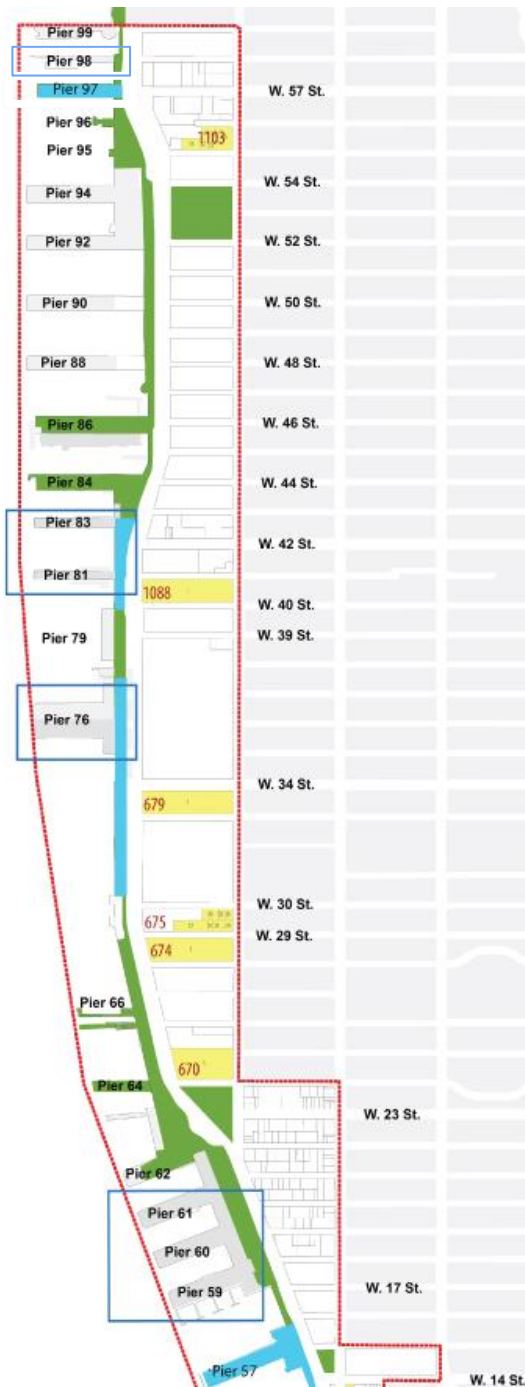 Pier 99
Pier 98
Pier 97
W. 57 St.
Pier 96
1103
Pier 95
W. 54 St.
Pier 94
Pier 92
W. 52 St.
Pier 90
W. 50 St.
Pier 88
W. 48 St.
Pier 86
W. 46 St.
Pier 84
W. 44 St.
Pier 83
W. 42 St.
Pier 81
1088
W. 40 St.
Pier 79
W. 39 St.
Pier 76
W. 34 St.
679
W. 30 St.
675
W. 29 St.
674
Pier 66
670
Pier 64
W. 23 St.
Pier 62
Pier 61
Pier 60
W. 17 St.
Pier 59
Pier 57
W. 14 St.